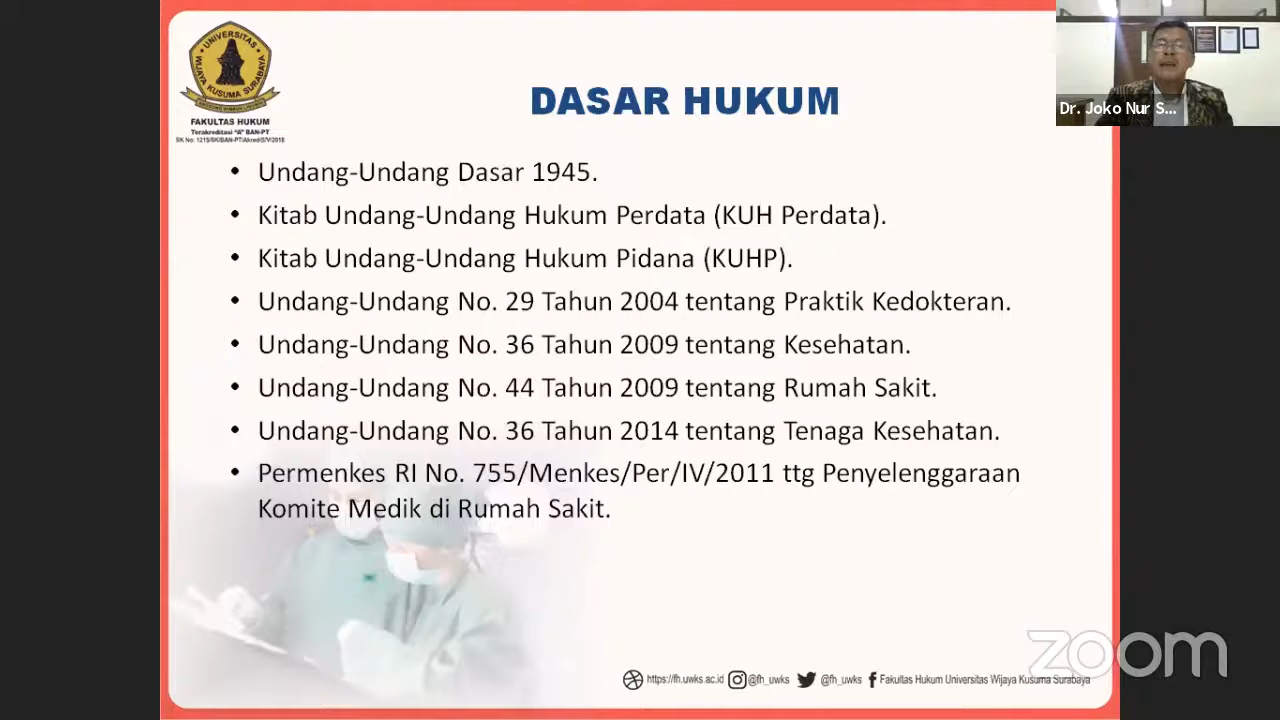 UNIVERSITAS
WIJAYA KUSUMA SURABAYA
FAKULTAS HUKUM
Terakreditasi "A" BAN-PT
SK No: 1215/SK/BAN-PT/Akred/S/V/2018
DASAR HUKUM
Dr. Joko Nur S...
• Undang-Undang Dasar 1945.
• Kitab Undang-Undang Hukum Perdata (KUH Perdata).
• Kitab Undang-Undang Hukum Pidana (KUHP).
• Undang-Undang No. 29 Tahun 2004 tentang Praktik Kedokteran.
• Undang-Undang No. 36 Tahun 2009 tentang Kesehatan.
• Undang-Undang No. 44 Tahun 2009 tentang Rumah Sakit.
• Undang-Undang No. 36 Tahun 2014 tentang Tenaga Kesehatan.
• Permenkes RI No. 755/Menkes/Per/IV/2011 ttg Penyelenggaraan
Komite Medik di Rumah Sakit.
zoom
https://fh.uwks.ac.id @fh_uwks @fh_uwks Fakultas Hukum Universitas Wijaya Kusuma Surabaya